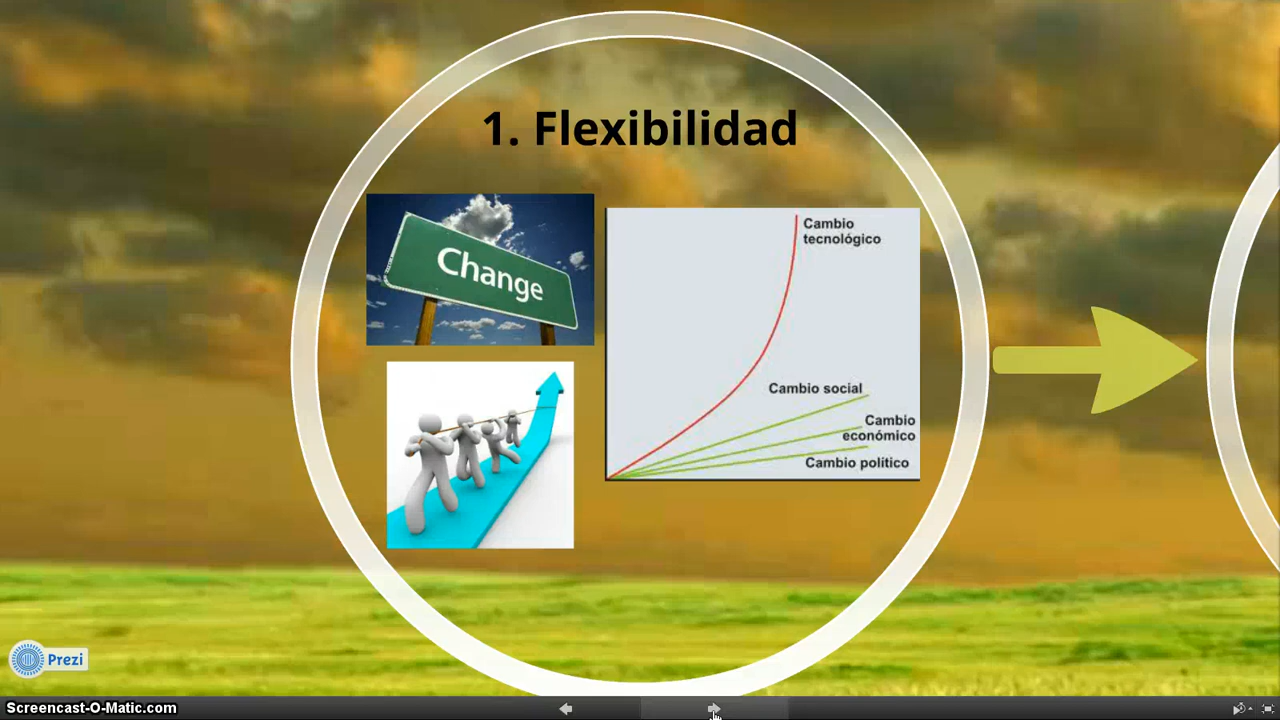 1. Flexibilidad
Change
Cambio
tecnológico
Cambio social
Cambio
económico
Cambio político
Prezi
Screencast-O-Matic.com